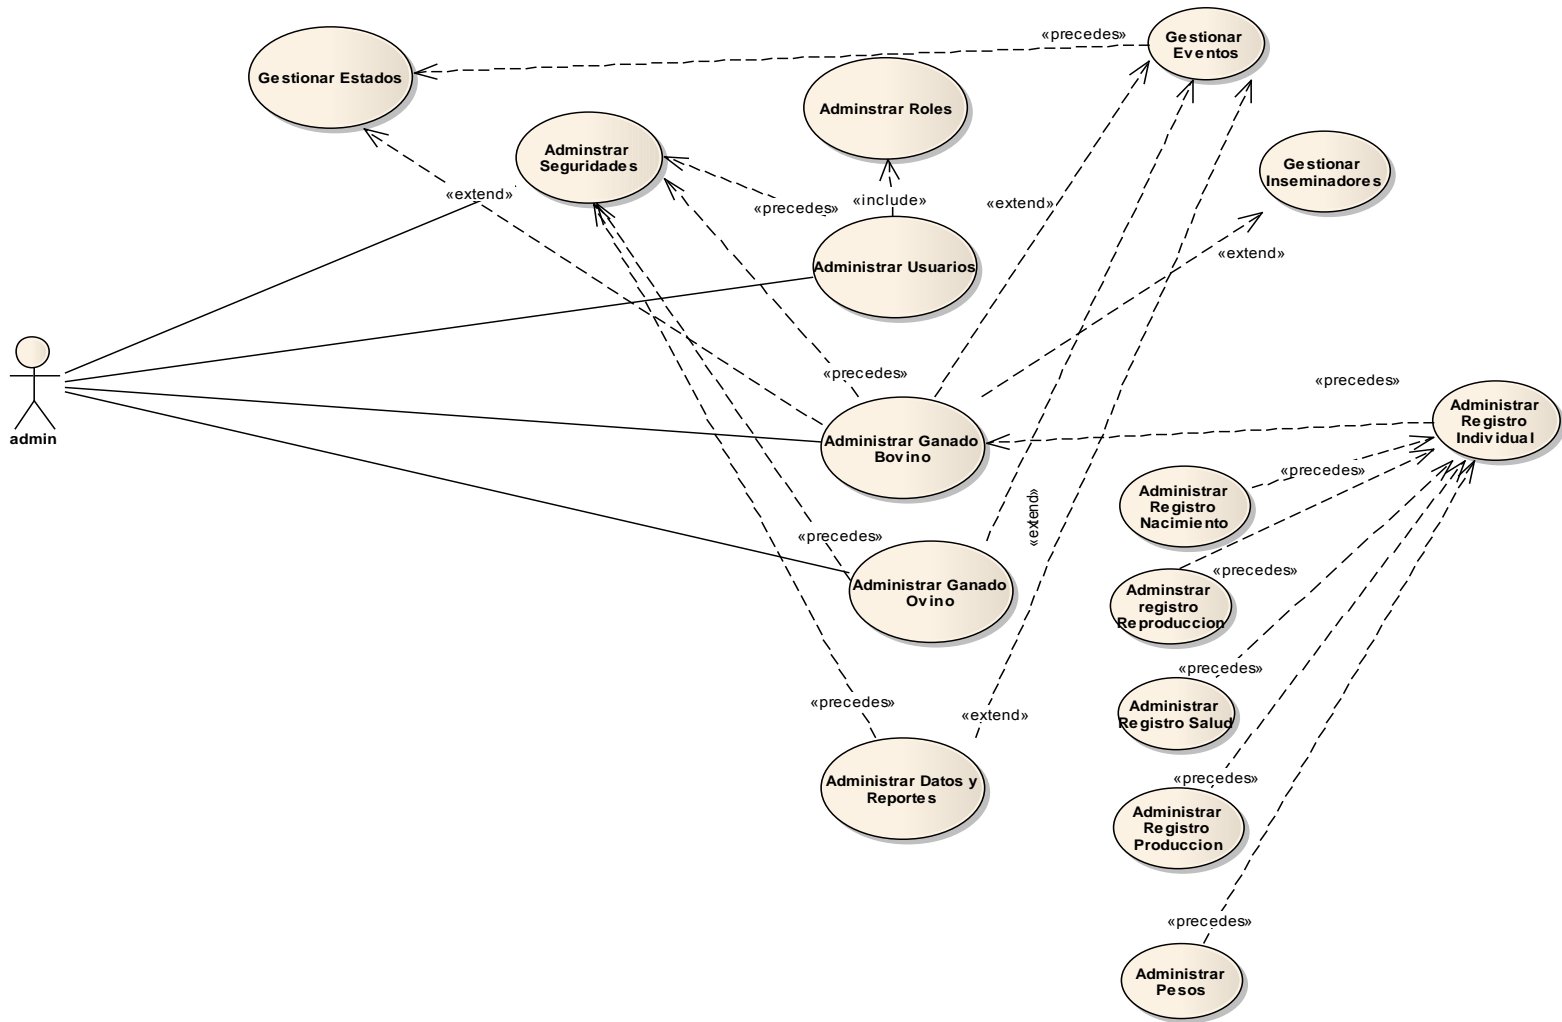 «precedes»
Gestionar
Eventos
Gestionar Estados
Adminstrar Roles
Adminstrar
Seguridades
Gestionar
Inseminadores
«extend»
«precedes»
«include»
«extend»
«extend»
Administrar Usuarios
«precedes»
«precedes»
admin
Administrar
Registro
Individual
Administrar Ganado
Bovino
«precedes»
Administrar
Registro
Nacimiento
«extend»
«precedes»
«precedes»
Administrar Ganado
Ovino
Adminstrar
registro
Reproduccion
«precedes»
«precedes»
«extend»
Administrar
Registro Salud
Administrar Datos y
Reportes
«precedes»
Administrar
Registro
Produccion
«precedes»
Administrar
Pesos